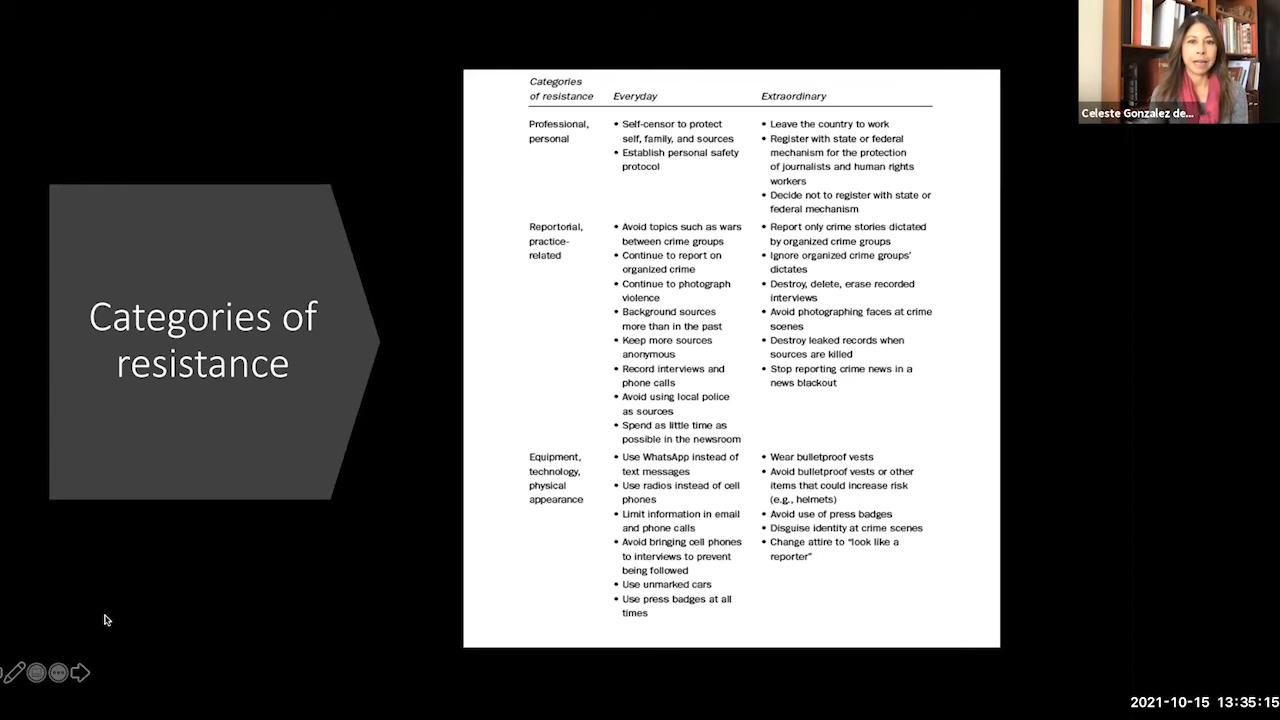 Categories of
resistance
Categories
of resistance
Everyday
Extraordinary
Professional,
personal
• Self-censor to protect
self, family, and sources
• Establish personal safety
protocol
• Leave the country to work
• Register with state or federal
mechanism for the protection
of journalists and human rights
workers
• Decide not to register with state or
federal mechanism
Reportorial,
practice-
related
• Avoid topics such as wars
between crime groups
• Continue to report on
organized crime
• Continue to photograph
violence
• Background sources
more than in the past
• Keep more sources
anonymous
• Record interviews and
phone calls
• Avoid using local police
as sources
• Spend as little time as
possible in the newsroom
• Report only crime stories dictated
by organized crime groups
• Ignore organized crime groups'
dictates
• Destroy, delete, erase recorded
interviews
• Avoid photographing faces at crime
scenes
• Destroy leaked records when
sources are killed
• Stop reporting crime news in a
news blackout
Equipment,
technology,
physical
appearance
• Use WhatsApp instead of
text messages
• Use radios instead of cell
phones
• Limit information in email
and phone calls
• Avoid bringing cell phones
to interviews to prevent
being followed
• Use unmarked cars
• Use press badges at all
times
• Wear bulletproof vests
• Avoid bulletproof vests or other
items that could increase risk
(e.g., helmets)
• Avoid use of press badges
• Disguise identity at crime scenes
• Change attire to “look like a
reporter”
Celeste Gonzalez de...
2021-10-15 13:35:15